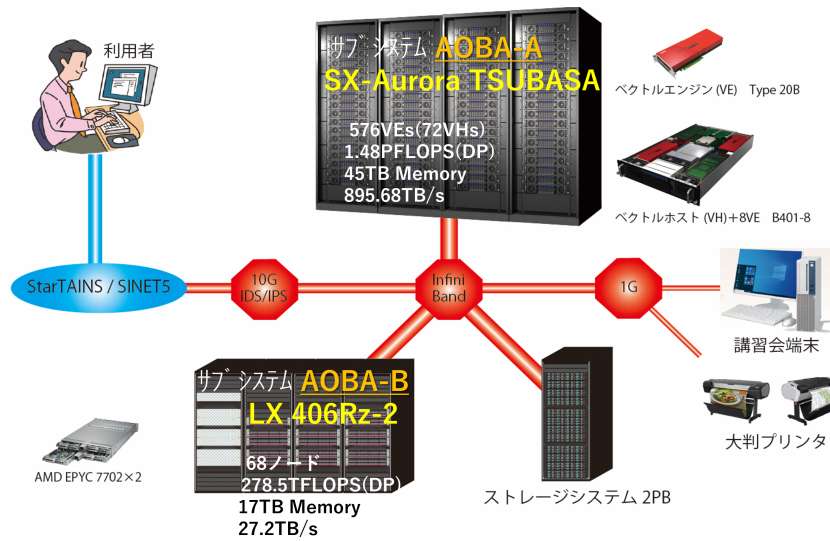 利用者
サブシステム AOBA-A
SX-Aurora TSUBASA
576VEs(72VHs)
1.48PFLOPS(DP)
45TB Memory
895.68TB/s
ベクトルエンジン (VE) Type 20B
ベクトルホスト (VH)+8VE B401-8
StarTAINS / SINET5
10G
IDS/IPS
Infini
Band
1G
講習会端末
大判プリンタ
サブシステム AOBA-B
LX 406Rz-2
68ノード
278.5TFLOPS(DP)
17TB Memory
27.2TB/s
AMD EPYC 7702×2
ストレージシステム 2PB